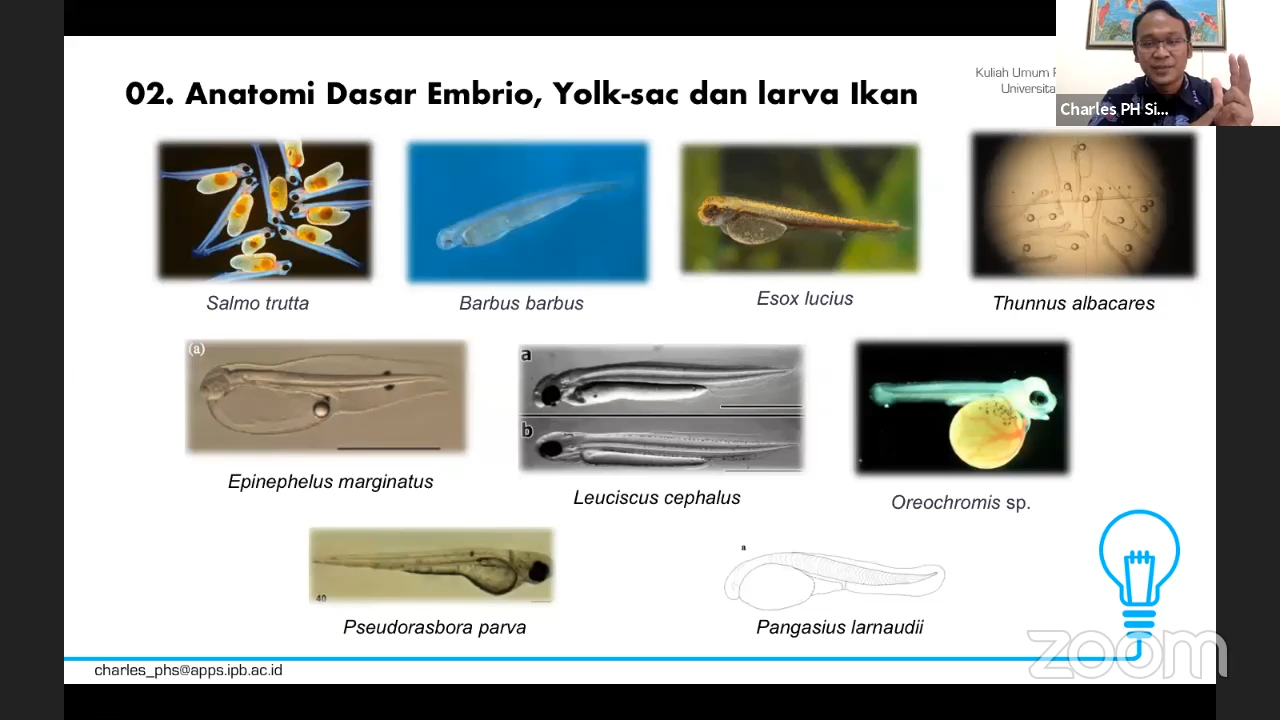 02. Anatomi Dasar Embrio, Yolk-sac dan larva Ikan
Kuliah Umum
Charles PH Si...
Salmo trutta
Barbus barbus
Esox lucius
Thunnus albacares
(a)
a
b
Epinephelus marginatus
Leuciscus cephalus
Oreochromis sp.
40
a
Pseudorasbora parva
Pangasius larnaudii
charles_phs@apps.ipb.ac.id
zoom